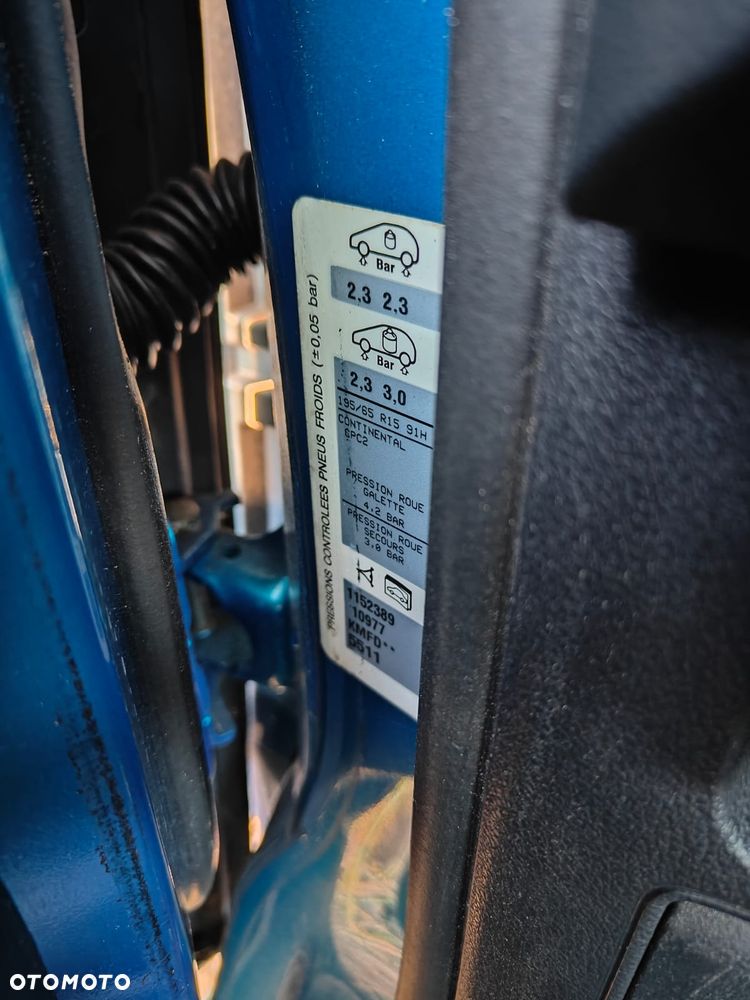 PRESSIONS CONTROLEES PNEUS FROIDS (±0,05 bar)
Bar
2,3 2,3
Bar
2,3 3,0
195/65 R15 91H
CONTINENTAL
6PC2
PRESSION ROUE
GALETTE
4.2 BAR
PRESSION ROUE
SECOURS
3.0 BAR
1152389
10977
KMFD**
5511
OTOMOTO